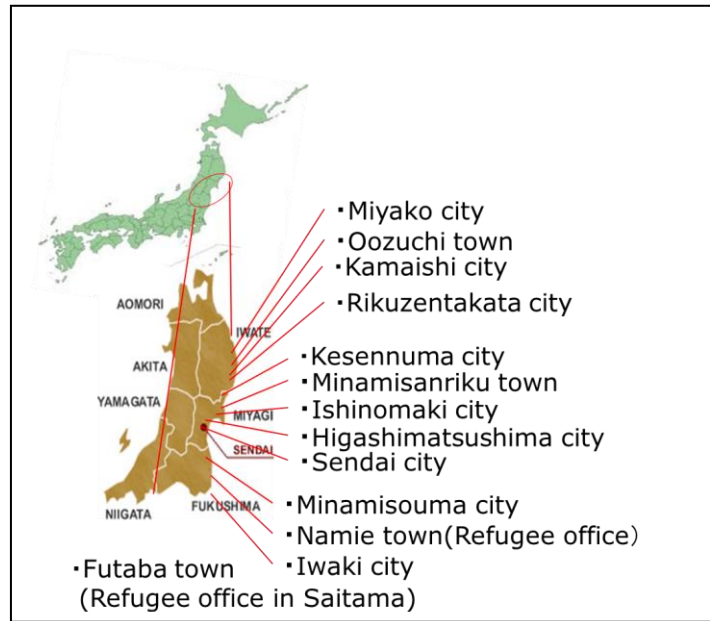 ・Miyako city
・Oozuchi town
・Kamaishi city
・Rikuzentakata city
AOMORI
IWATE
AKITA
YAMAGATA
MIYAGI
SENDAI
NIIGATA
FUKUSHIMA
・Kesennuma city
・Minamisanriku town
・Ishinomaki city
・Higashimatsushima city
・Sendai city
・Minamisouma city
・Namie town(Refugee office）
・Iwaki city
・Futaba town
(Refugee office in Saitama)